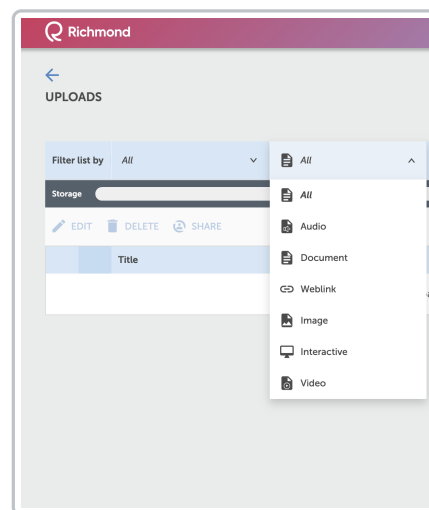 Richmond
UPLOADS
Filter list by All All
Storage All
EDIT DELETE SHARE Audio
Title Document
Weblink
Image
Interactive
Video